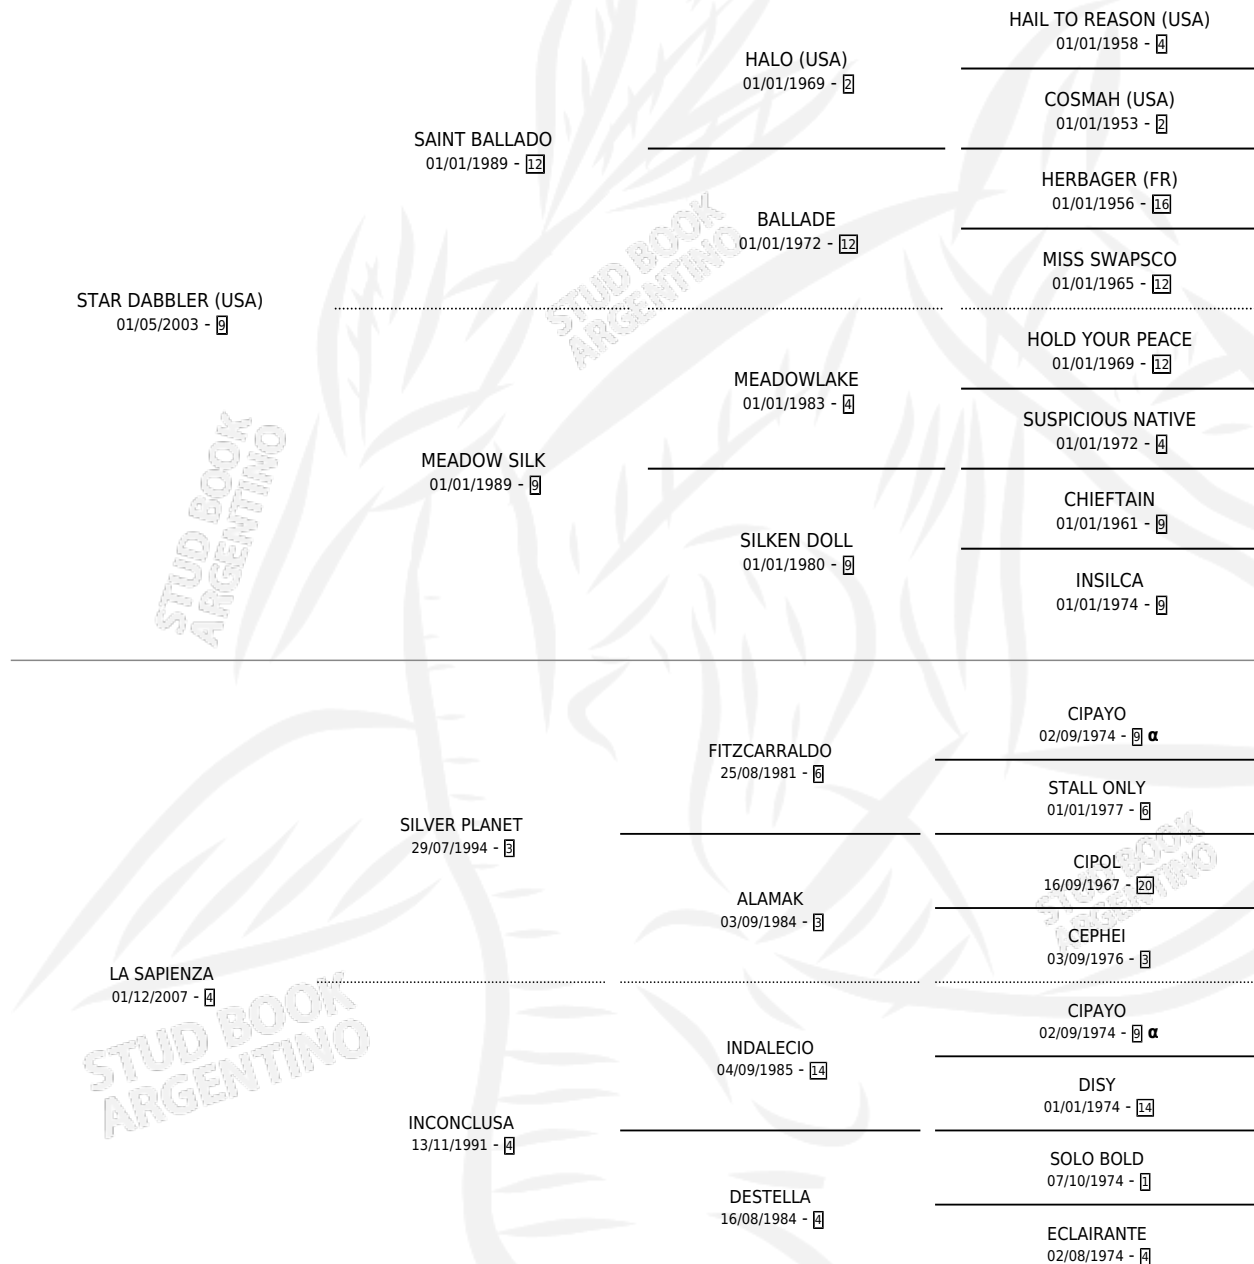 HAIL TO REASON (USA)
01/01/1958 - 4
HALO (USA)
01/01/1969 - 2
COSMAH (USA)
01/01/1953 - 2
SAINT BALLADO
01/01/1989 - 12
HERBAGER (FR)
01/01/1956 - 16
BALLADE
01/01/1972 - 12
MISS SWAPSCO
01/01/1965 - 12
STUD BOOK
ARGENTINO
STAR DABBLER (USA)
01/05/2003 - 9
HOLD YOUR PEACE
01/01/1969 - 12
MEADOWLAKE
01/01/1983 - 4
SUSPICIOUS NATIVE
01/01/1972 - 4
MEADOW SILK
01/01/1989 - 9
CHIEFTAIN
01/01/1961 - 9
SILKEN DOLL
01/01/1980 - 9
INSILCA
01/01/1974 - 9
STUD BOOK
ARGENTINO
CIPAYO
02/09/1974 - 9 α
FITZCARRALDO
25/08/1981 - 6
STALL ONLY
01/01/1977 - 6
SILVER PLANET
29/07/1994 - 3
CIPOL
16/09/1967 - 20
ALAMAK
03/09/1984 - 3
STUD BOOK
ARGENTINO
CEPHEI
03/09/1976 - 3
LA SAPIENZA
01/12/2007 - 4
CIPAYO
02/09/1974 - 9 α
INDALECIO
04/09/1985 - 14
DISY
01/01/1974 - 14
STUD BOOK
ARGENTINO
INCONCLUSA
13/11/1991 - 4
SOLO BOLD
07/10/1974 - 1
DESTELLA
16/08/1984 - 4
ECLAIRANTE
02/08/1974 - 4